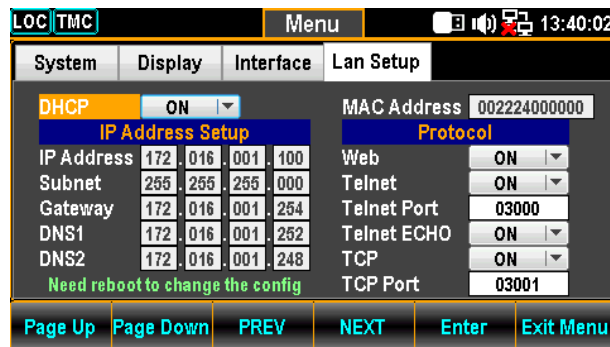 LOC TMC Menu 13:40:02
System Display Interface Lan Setup
DHCP ON MAC Address 002224000000
IP Address Setup Protocol
IP Address 172 . 016 . 001 . 100 Web ON
Subnet 255 . 255 . 255 . 000 Telnet ON
Gateway 172 . 016 . 001 . 254 Telnet Port 03000
DNS1 172 . 016 . 001 . 252 Telnet ECHO ON
DNS2 172 . 016 . 001 . 248 TCP ON
Need reboot to change the config TCP Port 03001
Page Up Page Down PREV NEXT Enter Exit Menu